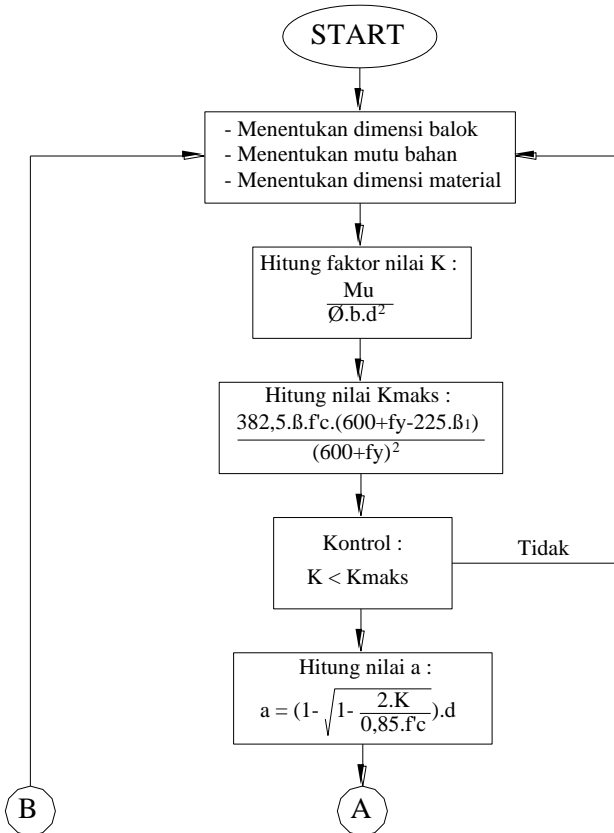 START
- Menentukan dimensi balok
- Menentukan mutu bahan
- Menentukan dimensi material
Hitung faktor nilai K :
Mu
Ø.b.d²
Hitung nilai Kmaks :
382,5.ß.f'c.(600+fy-225.ß₁)
(600+fy)²
Kontrol :
K < Kmaks
Tidak
Hitung nilai a :
a = (1- √1- 2.K / 0,85.f'c).d
B
A